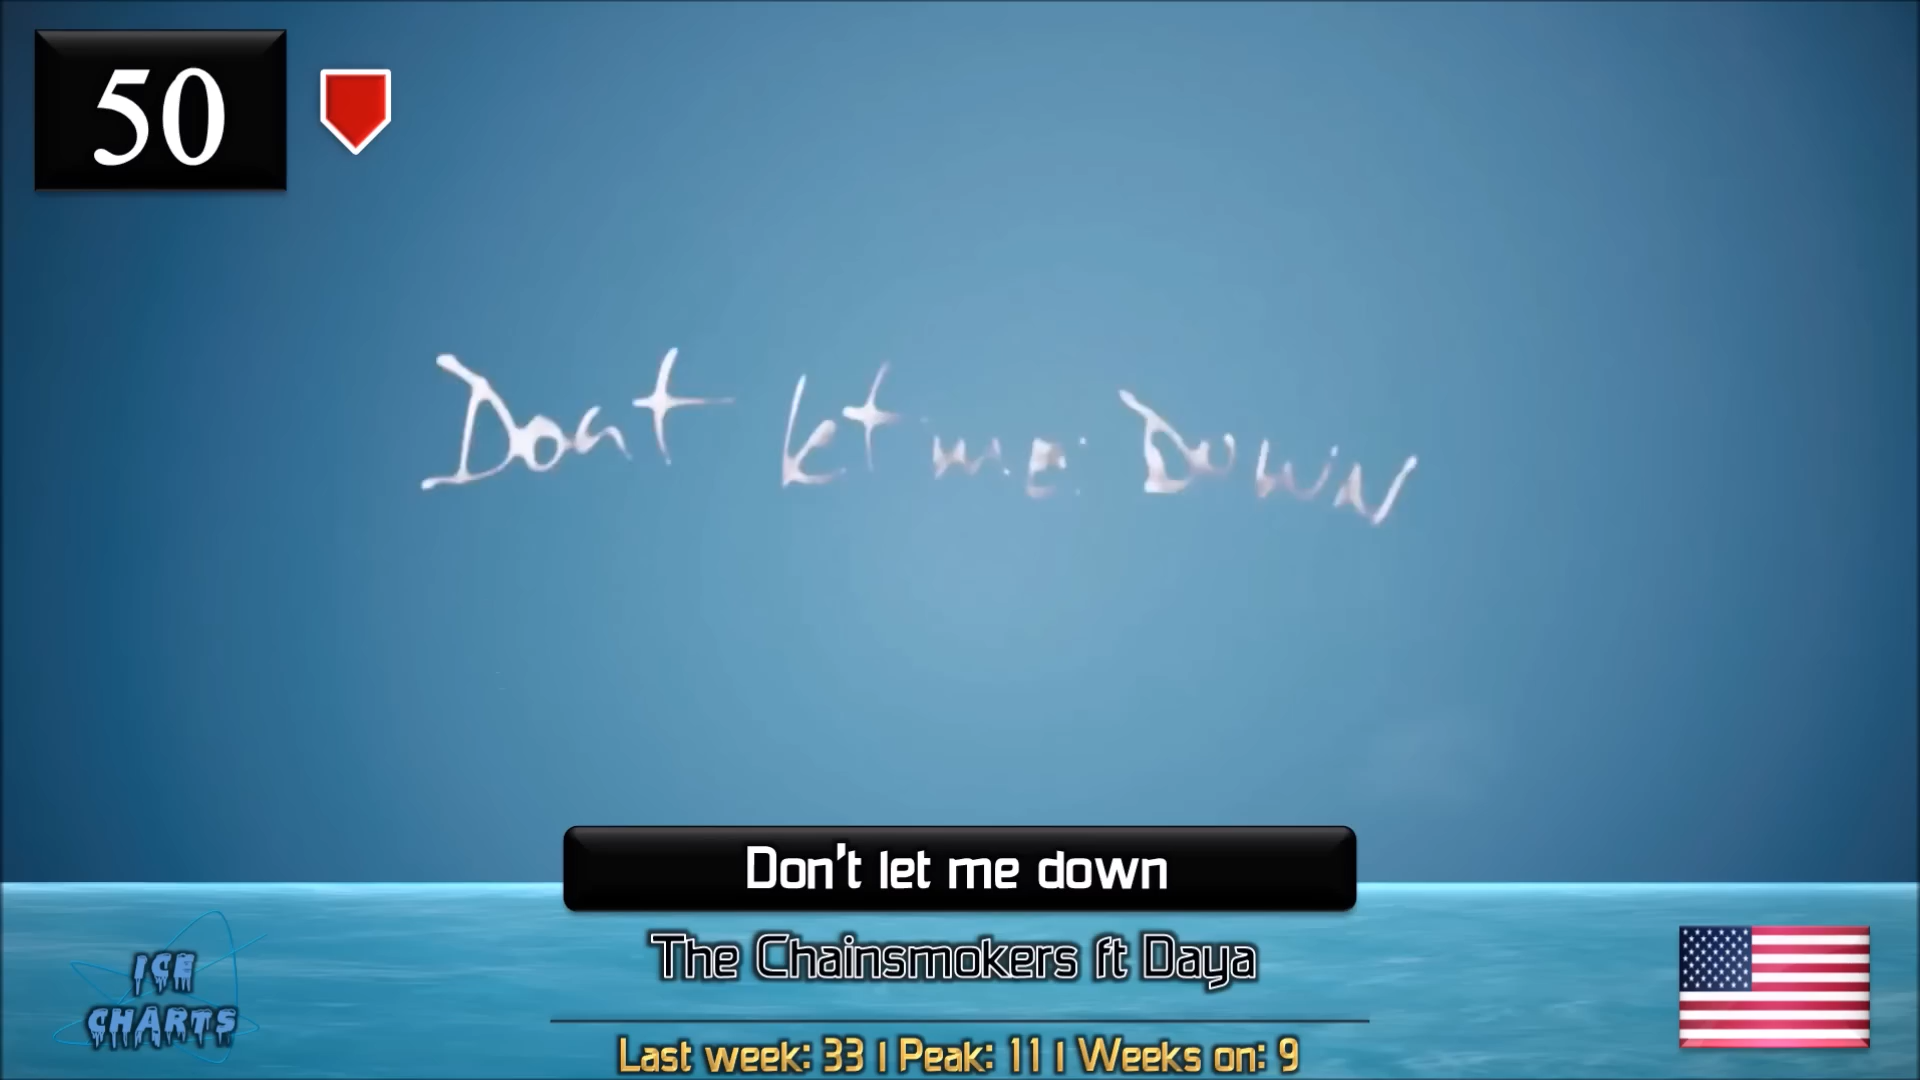 50
Don't let me Down
Don't let me down
The Chainsmokers ft Daya
ICE
CHARTS
Last week: 33 | Peak: 11 | Weeks on: 9